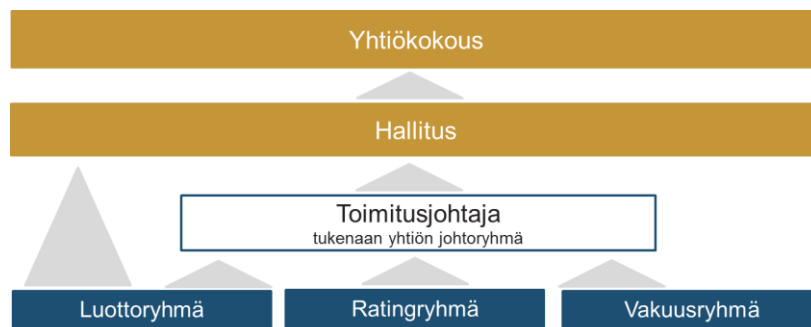 Yhtiökokous
Hallitus
Toimitusjohtaja
tukenaan yhtiön johtoryhmä
Luottoryhmä
Ratingryhmä
Vakuusryhmä